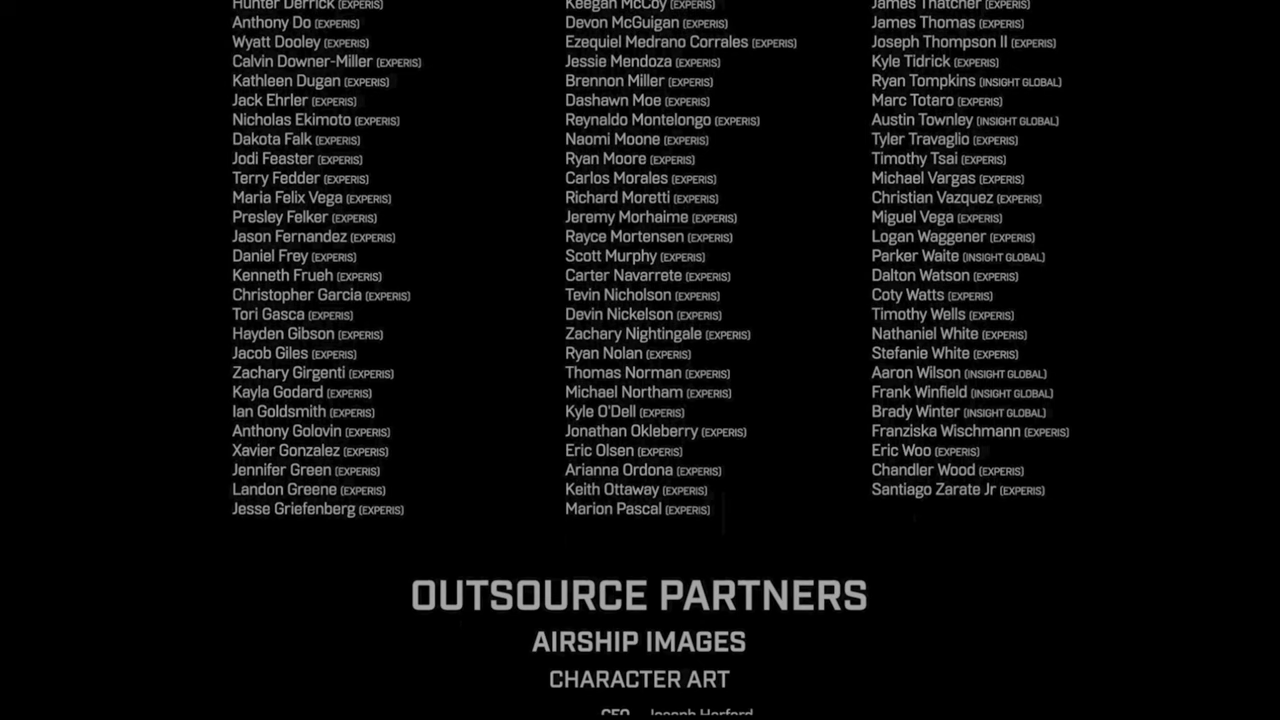 Hunter Derrick (EXPERIS)
Anthony Do (EXPERIS)
Wyatt Dooley (EXPERIS)
Calvin Downer-Miller (EXPERIS)
Kathleen Dugan (EXPERIS)
Jack Ehrler (EXPERIS)
Nicholas Ekimoto (EXPERIS)
Dakota Falk (EXPERIS)
Jodi Feaster (EXPERIS)
Terry Fedder (EXPERIS)
Maria Felix Vega (EXPERIS)
Presley Felker (EXPERIS)
Jason Fernandez (EXPERIS)
Daniel Frey (EXPERIS)
Kenneth Frueh (EXPERIS)
Christopher Garcia (EXPERIS)
Tori Gasca (EXPERIS)
Hayden Gibson (EXPERIS)
Jacob Giles (EXPERIS)
Zachary Girgenti (EXPERIS)
Kayla Godard (EXPERIS)
Ian Goldsmith (EXPERIS)
Anthony Golovin (EXPERIS)
Xavier Gonzalez (EXPERIS)
Jennifer Green (EXPERIS)
Landon Greene (EXPERIS)
Jesse Griefenberg (EXPERIS)
Keegan McCoy (EXPERIS)
Devon McGuigan (EXPERIS)
Ezequiel Medrano Corrales (EXPERIS)
Jessie Mendoza (EXPERIS)
Brennon Miller (EXPERIS)
Dashawn Moe (EXPERIS)
Reynaldo Montelongo (EXPERIS)
Naomi Moone (EXPERIS)
Ryan Moore (EXPERIS)
Carlos Morales (EXPERIS)
Richard Moretti (EXPERIS)
Jeremy Morhaime (EXPERIS)
Rayce Mortensen (EXPERIS)
Scott Murphy (EXPERIS)
Carter Navarrete (EXPERIS)
Tevin Nicholson (EXPERIS)
Devin Nickelson (EXPERIS)
Zachary Nightingale (EXPERIS)
Ryan Nolan (EXPERIS)
Thomas Norman (EXPERIS)
Michael Northam (EXPERIS)
Kyle O'Dell (EXPERIS)
Jonathan Okleberry (EXPERIS)
Eric Olsen (EXPERIS)
Arianna Ordona (EXPERIS)
Keith Ottaway (EXPERIS)
Marion Pascal (EXPERIS)
James Thatcher (EXPERIS)
James Thomas (EXPERIS)
Joseph Thompson II (EXPERIS)
Kyle Tidrick (EXPERIS)
Ryan Tompkins (INSIGHT GLOBAL)
Marc Totaro (EXPERIS)
Austin Townley (INSIGHT GLOBAL)
Tyler Travaglio (EXPERIS)
Timothy Tsai (EXPERIS)
Michael Vargas (EXPERIS)
Christian Vazquez (EXPERIS)
Miguel Vega (EXPERIS)
Logan Waggener (EXPERIS)
Parker Waite (INSIGHT GLOBAL)
Dalton Watson (EXPERIS)
Coty Watts (EXPERIS)
Timothy Wells (EXPERIS)
Nathaniel White (EXPERIS)
Stefanie White (EXPERIS)
Aaron Wilson (INSIGHT GLOBAL)
Frank Winfield (INSIGHT GLOBAL)
Brady Winter (INSIGHT GLOBAL)
Franziska Wischmann (EXPERIS)
Eric Woo (EXPERIS)
Chandler Wood (EXPERIS)
Santiago Zarate Jr (EXPERIS)
OUTSOURCE PARTNERS
AIRSHIP IMAGES
CHARACTER ART
CEO Joseph Harford